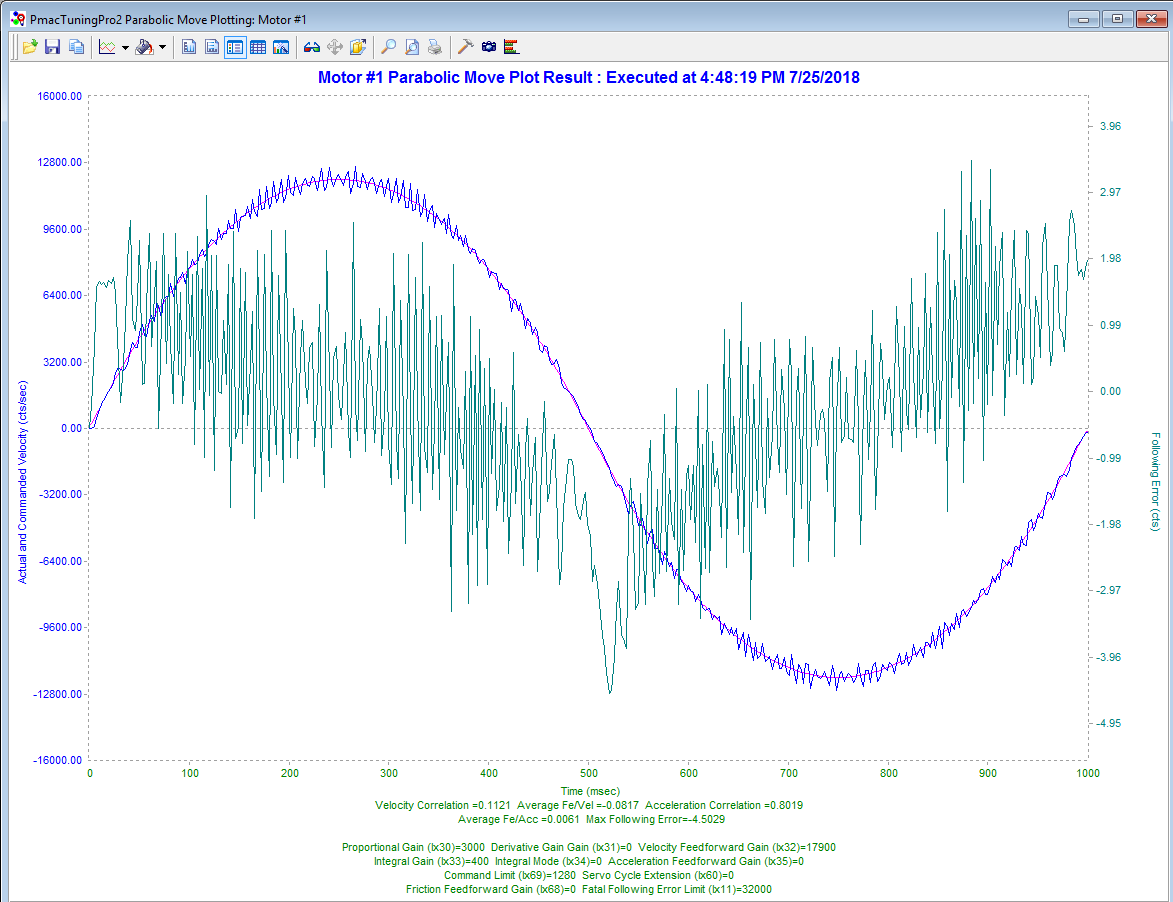 PmacTuningPro2 Parabolic Move Plotting: Motor #1
Motor #1 Parabolic Move Plot Result : Executed at 4:48:19 PM 7/25/2018
16000.00
12800.00
9600.00
6400.00
3200.00
0.00
-3200.00
-6400.00
-9600.00
-12800.00
-16000.00
Actual and Commanded Velocity (cts/sec)
3.96
2.97
1.98
0.99
0.00
-0.99
-1.98
-2.97
-3.96
-4.95
Following Error (cts)
0 100 200 300 400 500 600 700 800 900 1000
Time (msec)
Velocity Correlation =0.1121 Average Fe/Vel =-0.0817 Acceleration Correlation =0.8019
Average Fe/Acc =0.0061 Max Following Error=-4.5029
Proportional Gain (Ix30)=3000 Derivative Gain Gain (Ix31)=0 Velocity Feedforward Gain (Ix32)=17900
Integral Gain (Ix33)=400 Integral Mode (Ix34)=0 Acceleration Feedforward Gain (Ix35)=0
Command Limit (Ix69)=1280 Servo Cycle Extension (Ix60)=0
Friction Feedforward Gain (Ix68)=0 Fatal Following Error Limit (Ix11)=32000